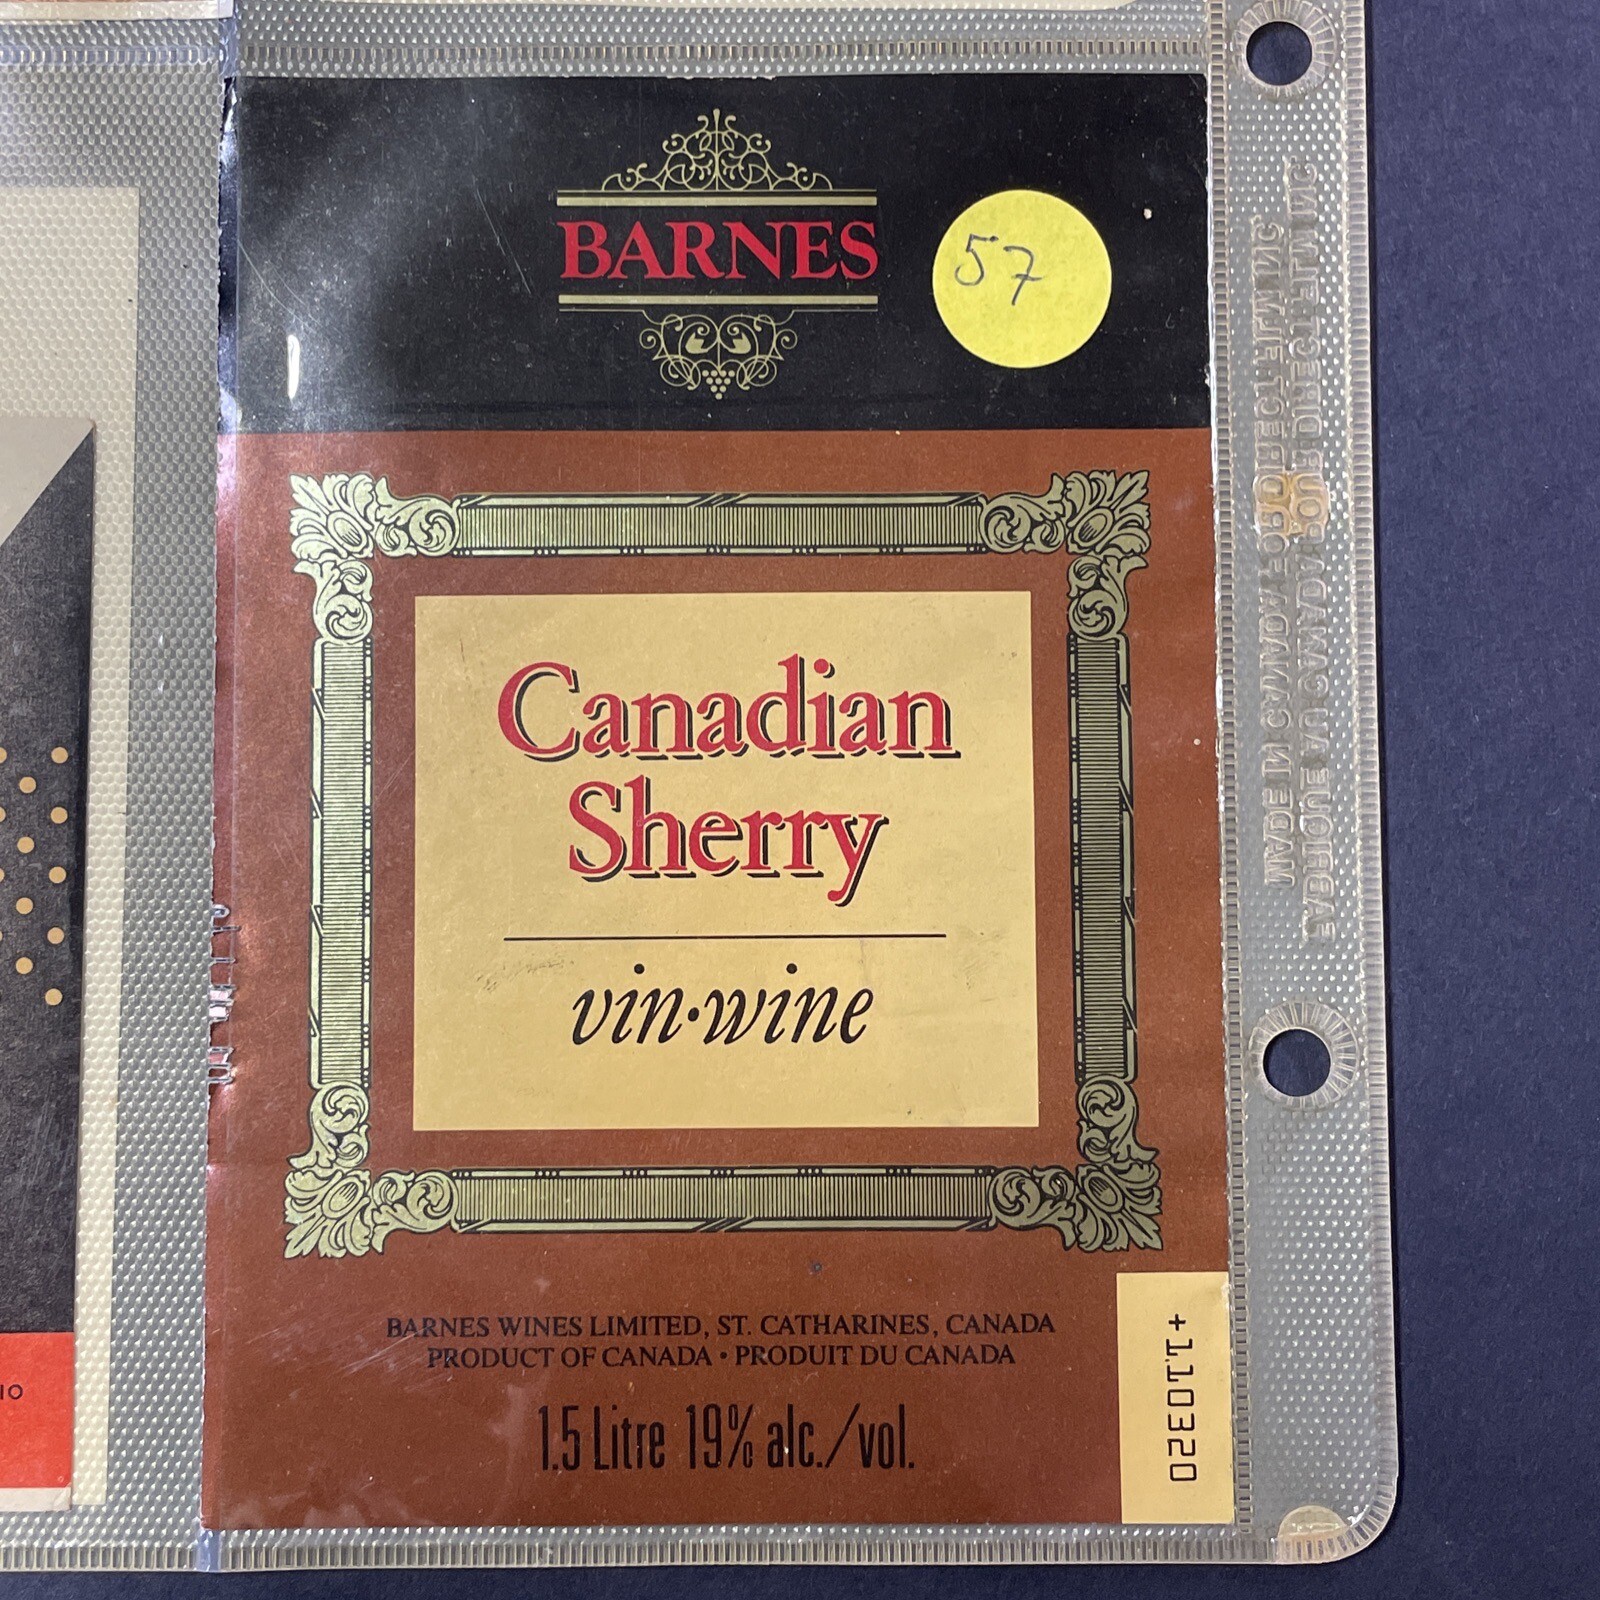 BARNES
57
Canadian
Sherry
vin·wine
BARNES WINES LIMITED, ST. CATHARINES, CANADA
PRODUCT OF CANADA • PRODUIT DU CANADA
1.5 Litre 19% alc./vol.
+110320
IO